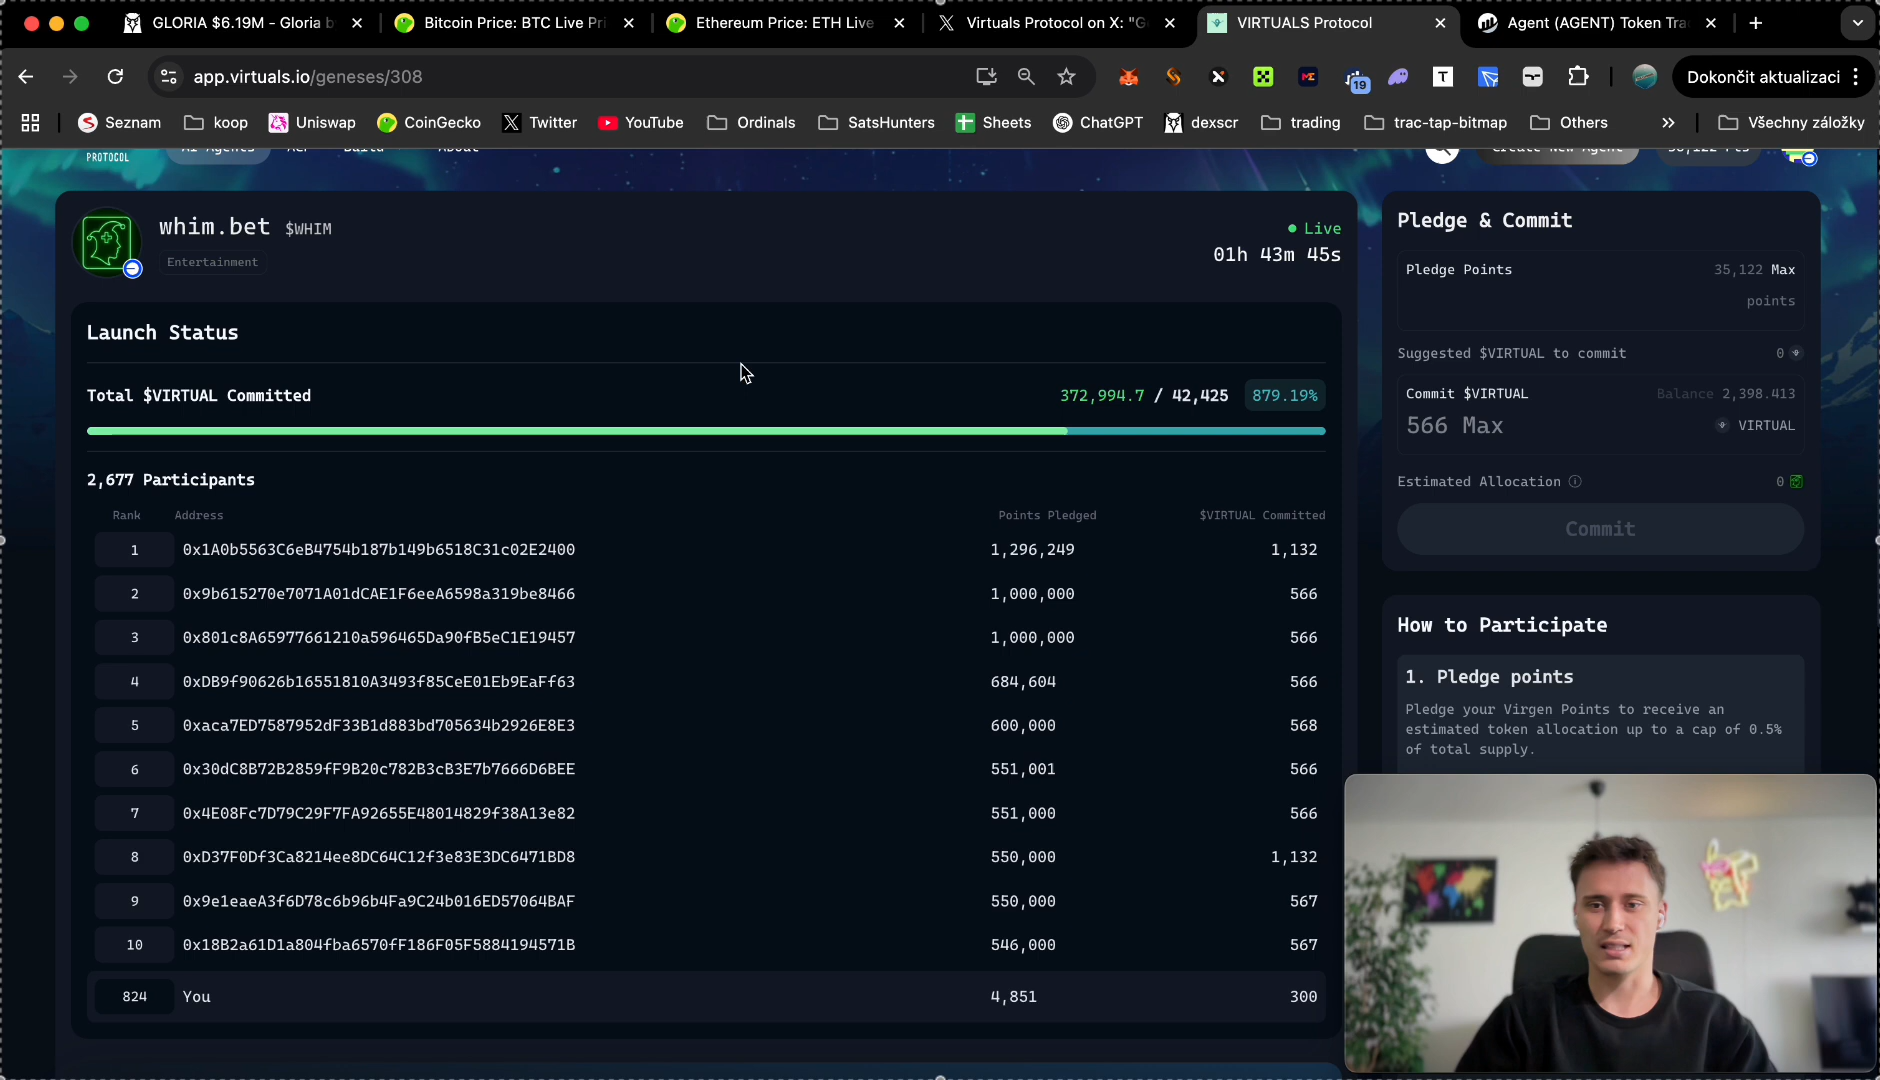 GLORIA $6.19M - Gloria b
Bitcoin Price: BTC Live Pri
Ethereum Price: ETH Live
Virtuals Protocol on X: "G
VIRTUALS Protocol
Agent (AGENT) Token Tra
app.virtuals.io/geneses/308
19
Dokončit aktualizaci
Seznam
koop
Uniswap
CoinGecko
Twitter
YouTube
Ordinals
SatsHunters
Sheets
ChatGPT
dexscr
trading
trac-tap-bitmap
Others
Všechny záložky
PROTOCOL
AI Agents
ACP
Build
About
Create New Agent
whim.bet $WHIM
Entertainment
Live
01h 43m 45s
Launch Status
Total $VIRTUAL Committed
372,994.7 / 42,425 879.19%
2,677 Participants
Rank Address Points Pledged $VIRTUAL Committed
1 0x1A0b5563C6eB4754b187b149b6518C31c02E2400 1,296,249 1,132
2 0x9b615270e7071A01dCAE1F6eeA6598a319be8466 1,000,000 566
3 0x801c8A65977661210a596465Da90fB5eC1E19457 1,000,000 566
4 0xDB9f90626b16551810A3493f85CeE01Eb9EaFf63 684,604 566
5 0xaca7ED7587952dF33B1d883bd705634b2926E8E3 600,000 568
6 0x30dC8B72B2859fF9B20c782B3cB3E7b7666D6BEE 551,001 566
7 0x4E08Fc7D79C29F7FA92655E48014829f38A13e82 551,000 566
8 0xD37F0Df3Ca8214ee8DC64C12f3e83E3DC6471BD8 550,000 1,132
9 0x9e1eaeA3f6D78c6b96b4Fa9C24b016ED57064BAF 550,000 567
10 0x18B2a61D1a804fba6570fF186F05F5884194571B 546,000 567
824 You 4,851 300
Pledge & Commit
Pledge Points 35,122 Max
points
Suggested $VIRTUAL to commit 0
Commit $VIRTUAL Balance 2,398.413
566 Max VIRTUAL
Estimated Allocation 0
Commit
How to Participate
1. Pledge points
Pledge your Virgen Points to receive an
estimated token allocation up to a cap of 0.5%
of total supply.